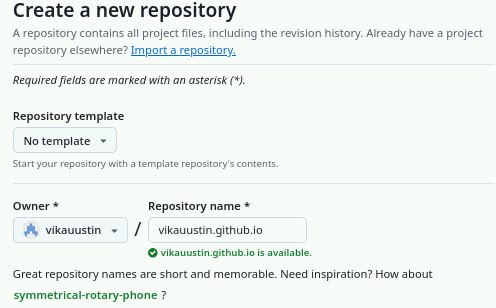 Create a new repository
A repository contains all project files, including the revision history. Already have a project
repository elsewhere? Import a repository.
Required fields are marked with an asterisk (*).
Repository template
No template
Start your repository with a template repository's contents.
Owner *
Repository name *
vikauustin
/
vikauustin.github.io
vikauustin.github.io is available.
Great repository names are short and memorable. Need inspiration? How about
symmetrical-rotary-phone ?